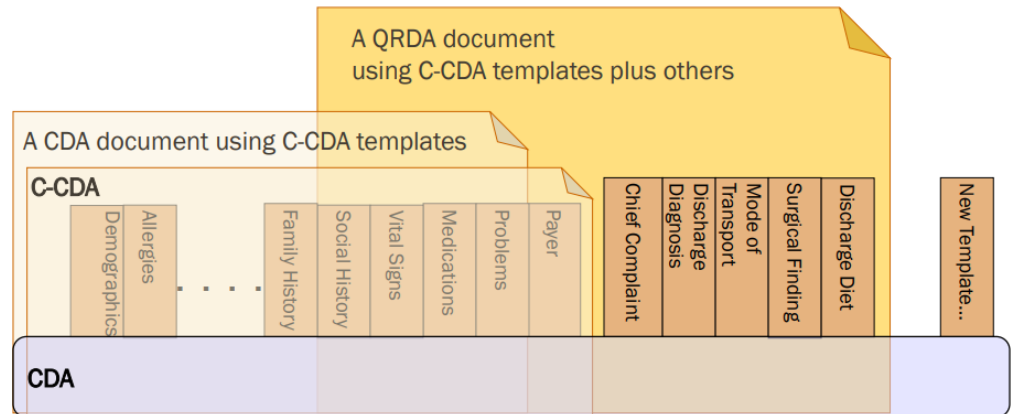 A QRDA document
using C-CDA templates plus others
A CDA document using C-CDA templates
C-CDA
Demographics
Allergies
. . . .
Family History
Social History
Vital Signs
Medications
Problems
Payer
Chief Complaint
Discharge
Diagnosis
Mode of
Transport
Surgical Finding
Discharge Diet
New Template...
CDA